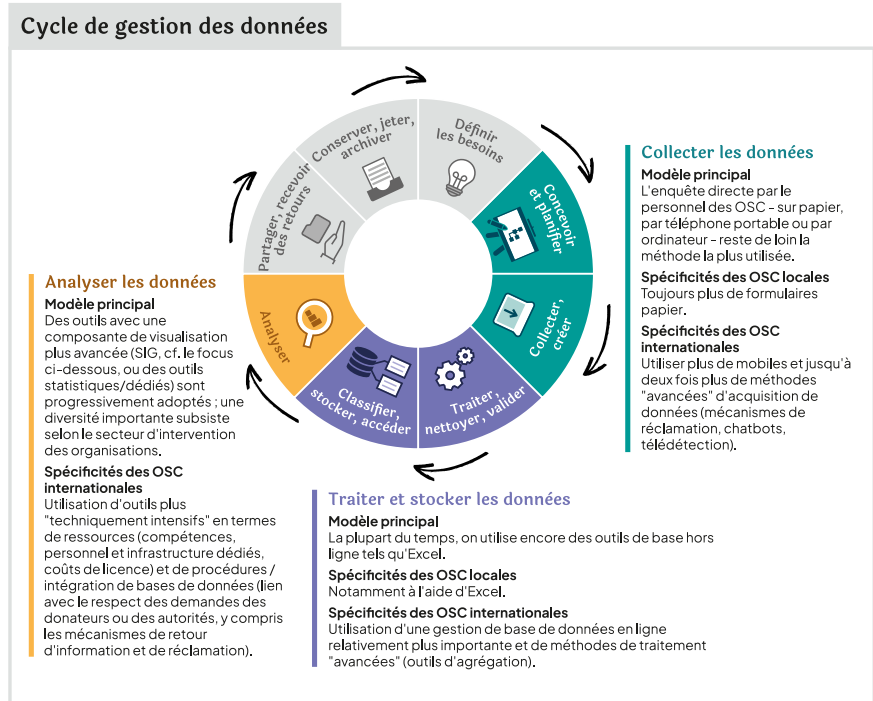 Cycle de gestion des données
Définir
les besoins
Concevoir
et planifier
Collecter,
créer
Traiter,
nettoyer, valider
Classifier,
stocker, accéder
Analyser
Partager, recevoir
des retours
Conserver, jeter,
archiver
Collecter les données
Modèle principal
L'enquête directe par le
personnel des OSC - sur papier,
par téléphone portable ou par
ordinateur - reste de loin la
méthode la plus utilisée.
Spécificités des OSC locales
Toujours plus de formulaires
papier.
Spécificités des OSC
internationales
Utiliser plus de mobiles et jusqu'à
deux fois plus de méthodes
"avancées" d'acquisition de
données (mécanismes de
réclamation, chatbots,
télédétection).
Traiter et stocker les données
Modèle principal
La plupart du temps, on utilise encore des outils de base hors
ligne tels qu'Excel.
Spécificités des OSC locales
Notamment à l'aide d'Excel.
Spécificités des OSC internationales
Utilisation d'une gestion de base de données en ligne
relativement plus importante et de méthodes de traitement
"avancées" (outils d'agrégation).
Analyser les données
Modèle principal
Des outils avec une
composante de visualisation
plus avancée (SIG, cf. le focus
ci-dessous, ou des outils
statistiques/dédiés) sont
progressivement adoptés ; une
diversité importante subsiste
selon le secteur d'intervention
des organisations.
Spécificités des OSC
internationales
Utilisation d'outils plus
"techniquement intensifs" en termes
de ressources (compétences,
personnel et infrastructure dédiés,
coûts de licence) et de procédures /
intégration de bases de données (lien
avec le respect des demandes des
donateurs ou des autorités, y compris
les mécanismes de retour
d'information et de réclamation).